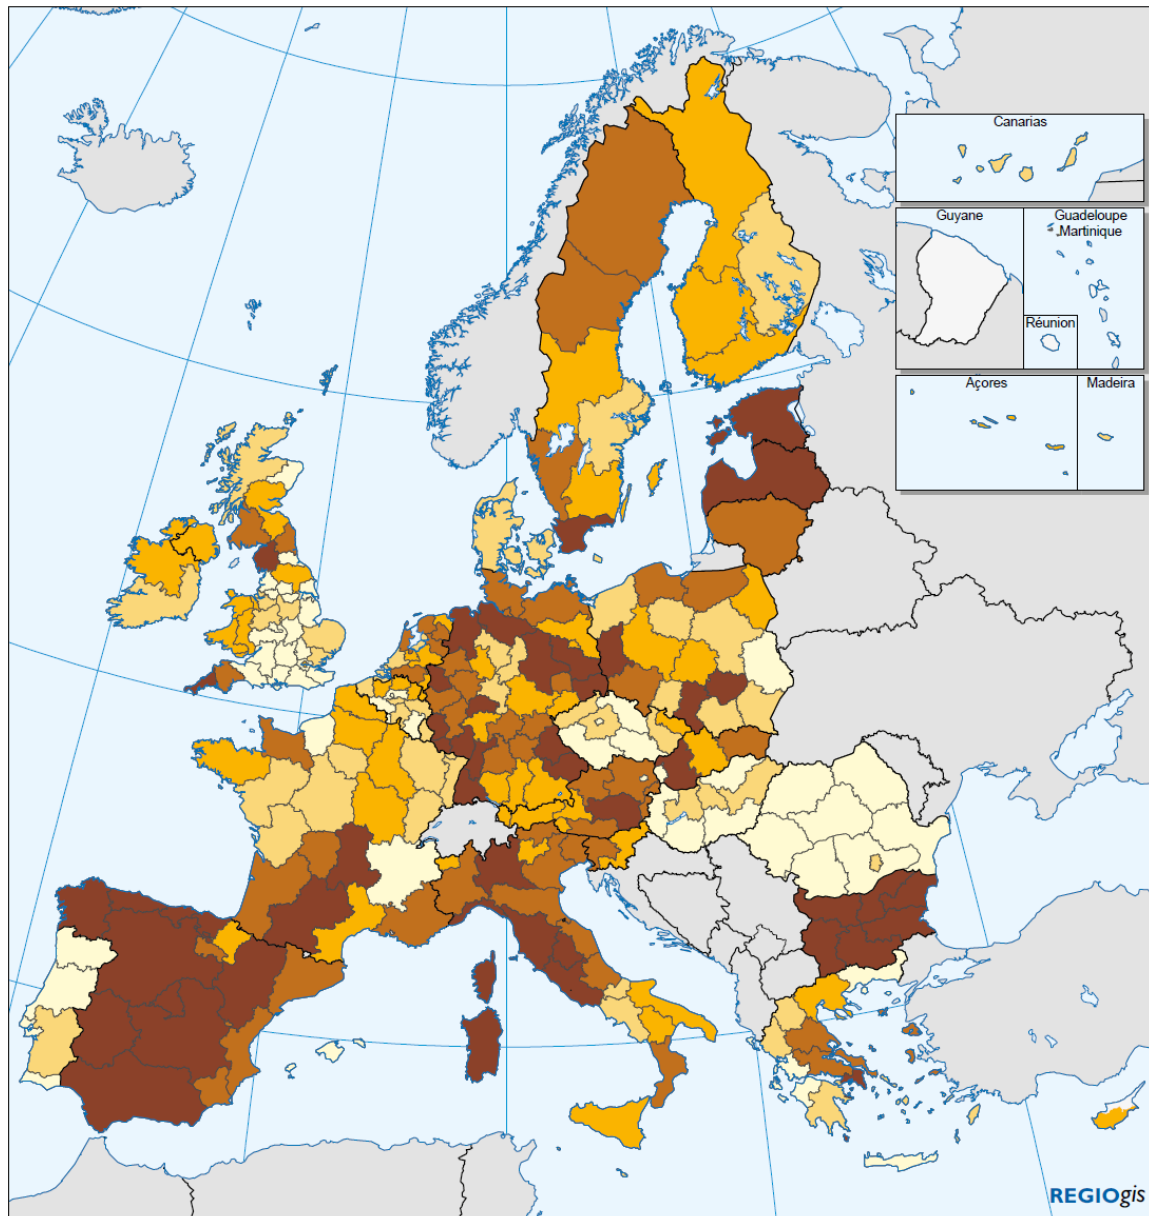 Canarias
Guyane
Guadeloupe
Martinique
Réunion
Açores
Madeira
REGIOgis